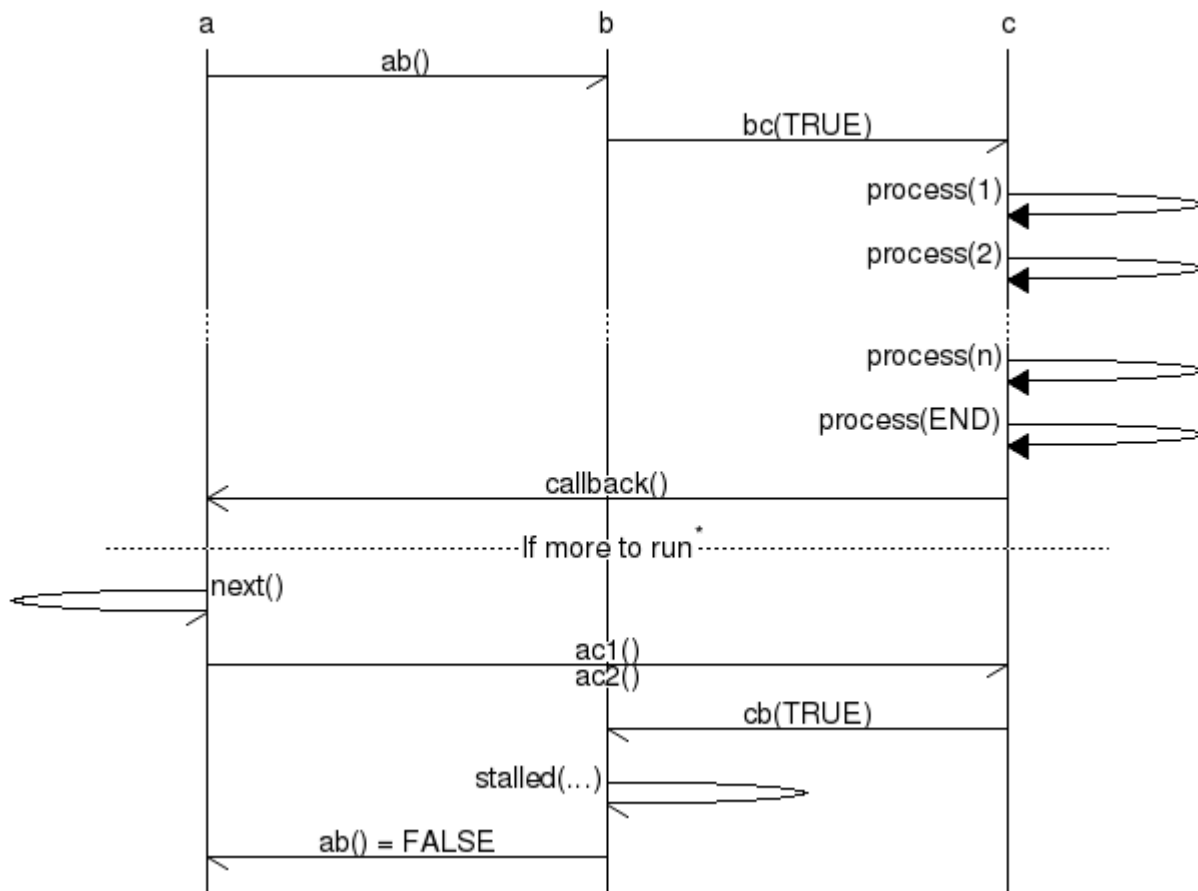 a b c
ab()
bc(TRUE)
process(1)
process(2)
process(n)
process(END)
callback()
If more to run*
next()
ac1()
ac2()
cb(TRUE)
stalled(...)
ab() = FALSE